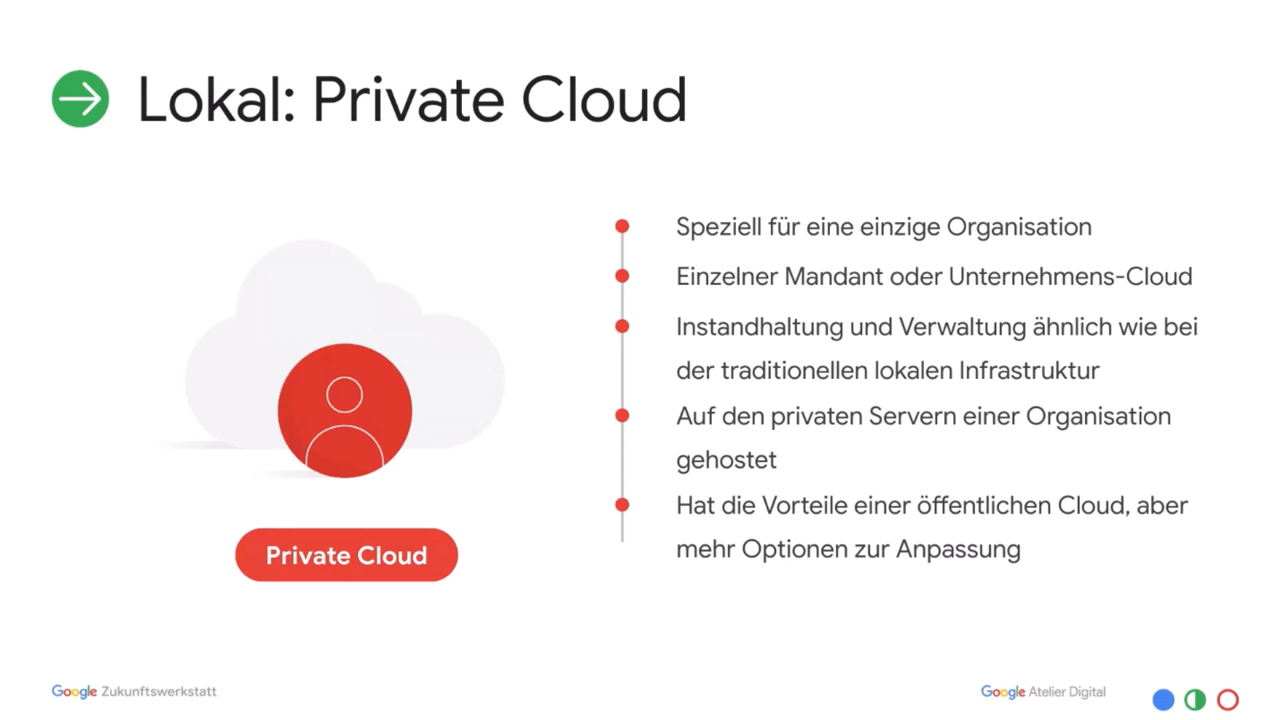 Lokal: Private Cloud
Speziell für eine einzige Organisation
Einzelner Mandant oder Unternehmens-Cloud
Instandhaltung und Verwaltung ähnlich wie bei
der traditionellen lokalen Infrastruktur
Auf den privaten Servern einer Organisation
gehostet
Hat die Vorteile einer öffentlichen Cloud, aber
mehr Optionen zur Anpassung
Private Cloud
Google Zukunftswerkstatt
Google Atelier Digital